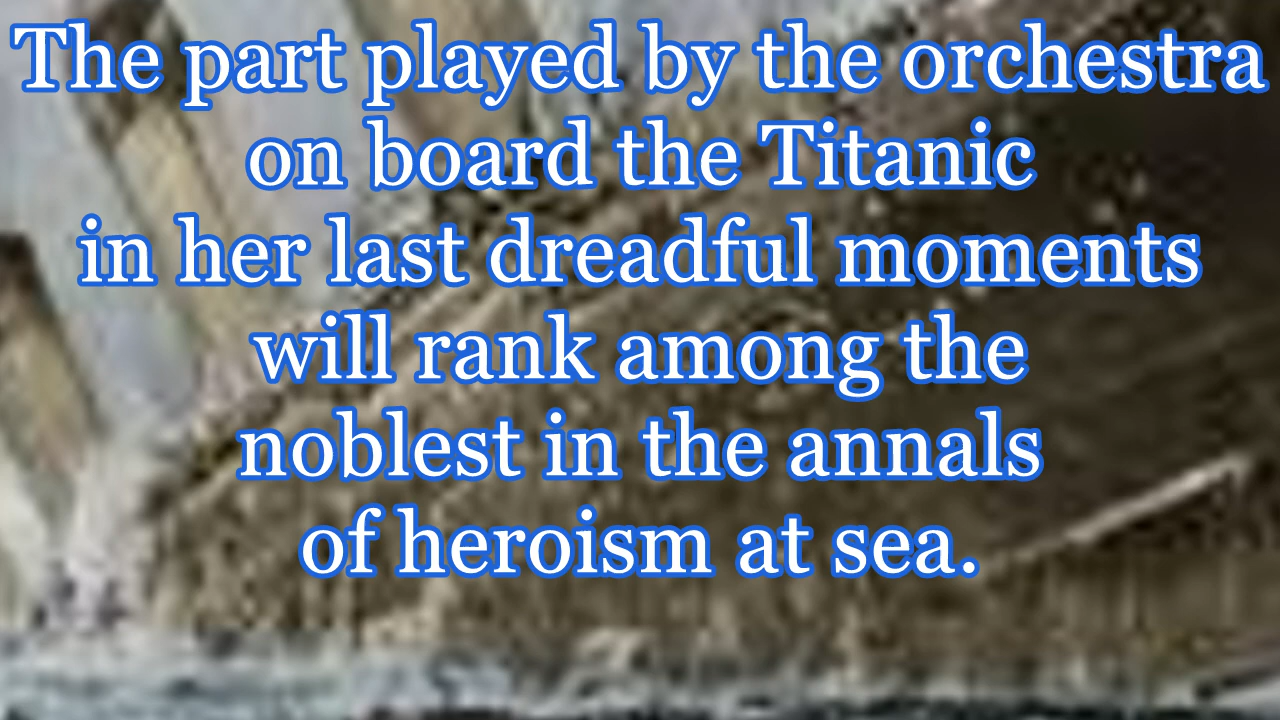 The part played by the orchestra
on board the Titanic
in her last dreadful moments
will rank among the
noblest in the annals
of heroism at sea.